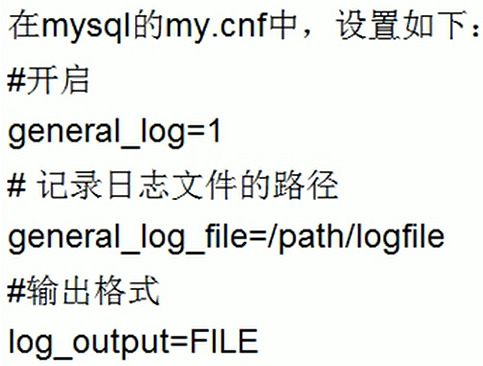 在mysql的my.cnf中，设置如下：
#开启
general_log=1
# 记录日志文件的路径
general_log_file=/path/logfile
#输出格式
log_output=FILE